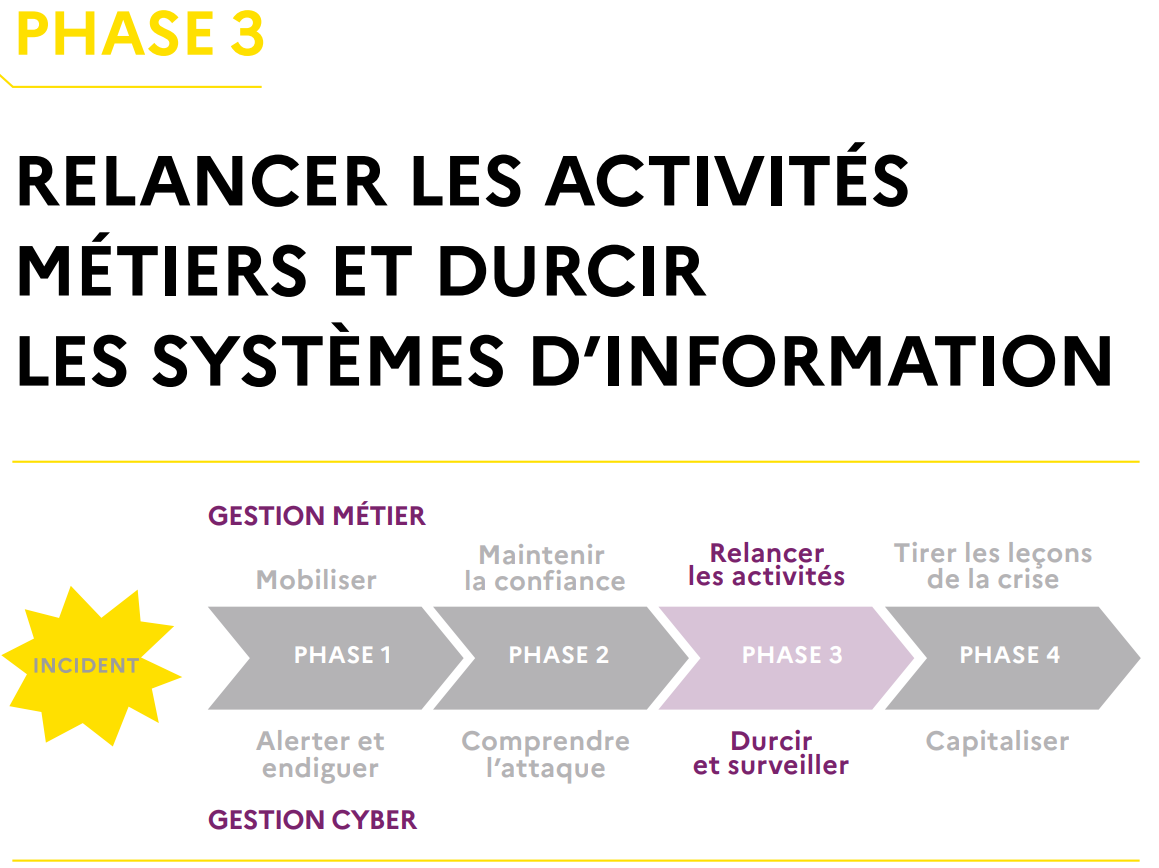 PHASE 3
RELANCER LES ACTIVITÉS
MÉTIERS ET DURCIR
LES SYSTÈMES D’INFORMATION
GESTION MÉTIER
Mobiliser
Maintenir
la confiance
Relancer
les activités
Tirer les leçons
de la crise
INCIDENT
PHASE 1
PHASE 2
PHASE 3
PHASE 4
Alerter et
endiguer
Comprendre
l’attaque
Durcir
et surveiller
Capitaliser
GESTION CYBER